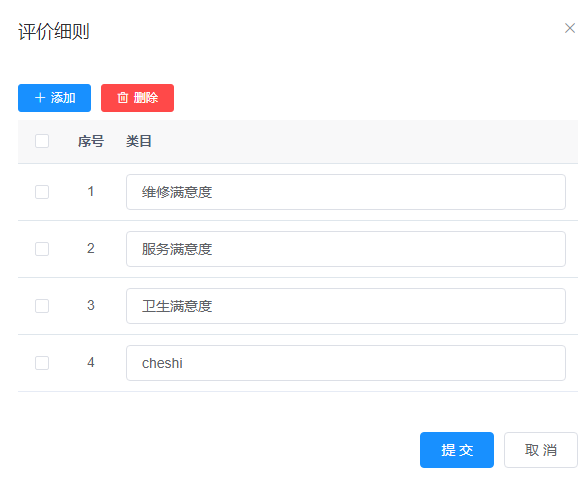 评价细则
添加 删除
序号 类目
1 维修满意度
2 服务满意度
3 卫生满意度
4 cheshi
提交 取消